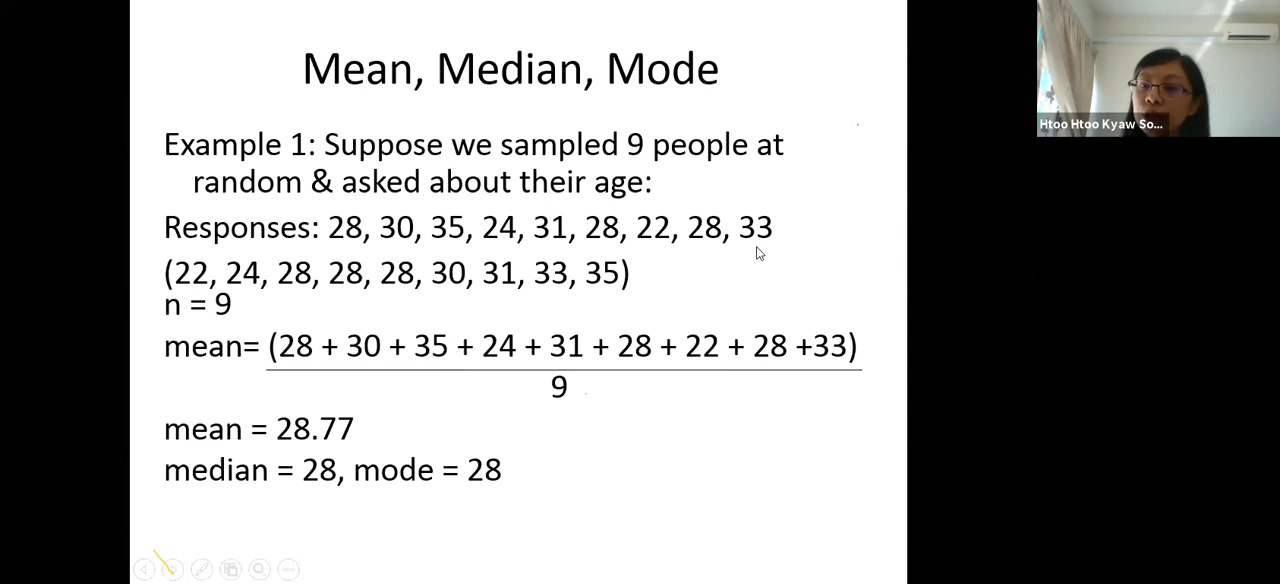 Mean, Median, Mode
Example 1: Suppose we sampled 9 people at
random & asked about their age:
Responses: 28, 30, 35, 24, 31, 28, 22, 28, 33
(22, 24, 28, 28, 28, 30, 31, 33, 35)
n = 9
mean= (28 + 30 + 35 + 24 + 31 + 28 + 22 + 28 +33)
9
mean = 28.77
median = 28, mode = 28
Htoo Htoo Kyaw So...